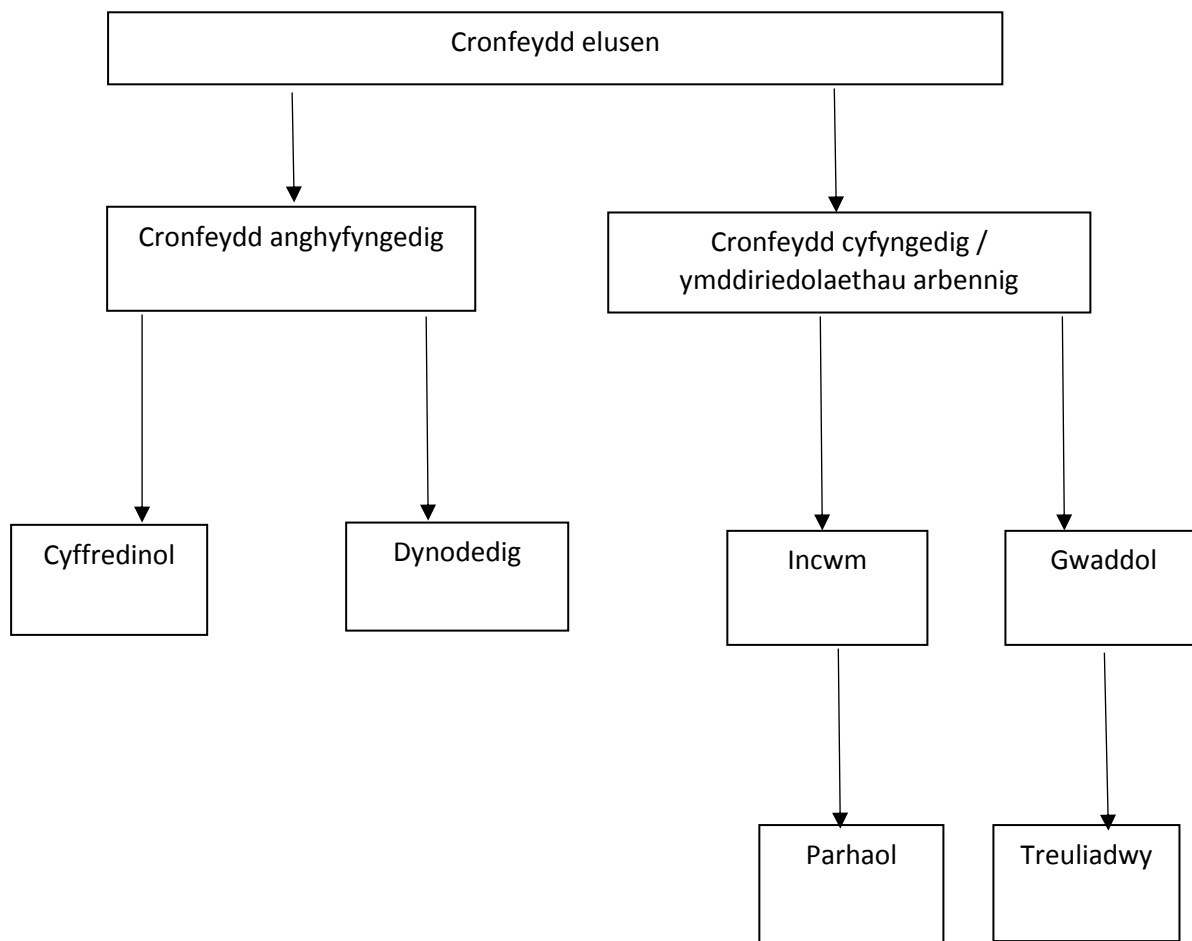 Cronfeydd elusen
Cronfeydd anghyfyngedig
Cronfeydd cyfyngedig /
ymddiriedolaethau arbennig
Cyffredinol
Dynodedig
Incwm
Gwaddol
Parhaol
Treuliadwy